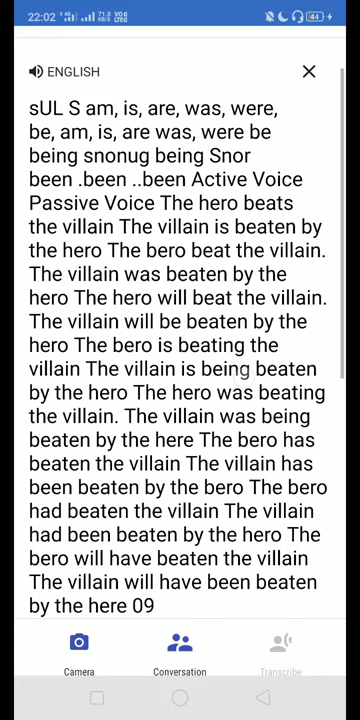 22:02 4G 71.0 KB/S VoB LTE 44
ENGLISH
sUL S am, is, are, was, were,
be, am, is, are was, were be
being snonug being Snor
been .been ..been Active Voice
Passive Voice The hero beats
the villain The villain is beaten by
the hero The bero beat the villain.
The villain was beaten by the
hero The hero will beat the villain.
The villain will be beaten by the
hero The bero is beating the
villain The villain is being beaten
by the hero The hero was beating
the villain. The villain was being
beaten by the here The bero has
beaten the villain The villain has
been beaten by the bero The bero
had beaten the villain The villain
had been beaten by the hero The
bero will have beaten the villain
The villain will have been beaten
by the here 09
Camera Conversation Transcribe